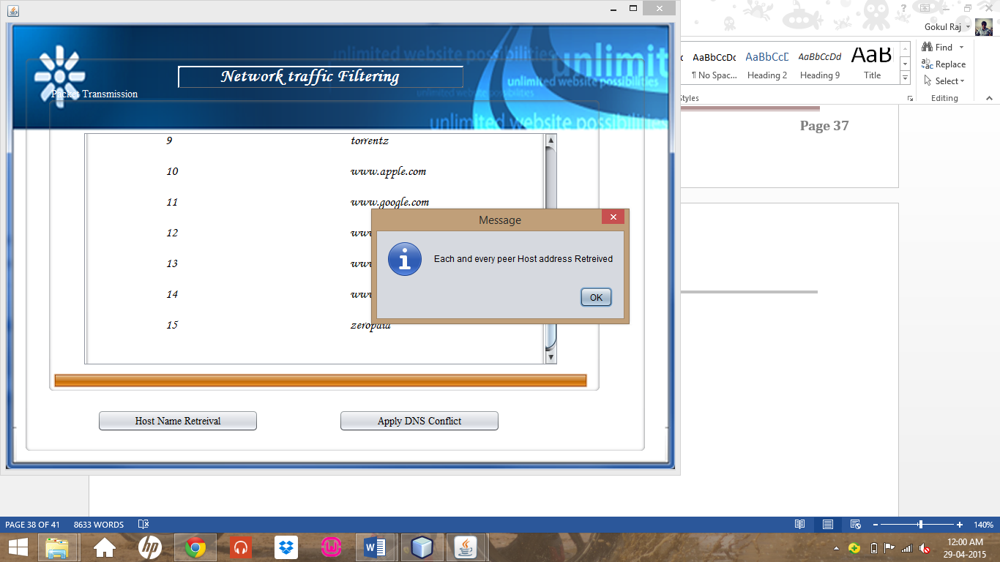 Network traffic Filtering
Packet Transmission
unlimited website possibilities
unlimit
unlimited website possibilities
unlimited website possibilities
unlimited website possibilities
9 torrentz
10 www.apple.com
11 www.google.com
12 www
13 www
14 www
15 zeropaid
Message
Each and every peer Host address Retreived
OK
Host Name Retreival
Apply DNS Conflict
Gokul Raj
AaBbCcDc AaBbCcD AaBbCcDd AaB
¶ No Spac... Heading 2 Heading 9 Title
Styles
Find
Replace
Select
Editing
Page 37
PAGE 38 OF 41 8633 WORDS
140%
12:00 AM
29-04-2015